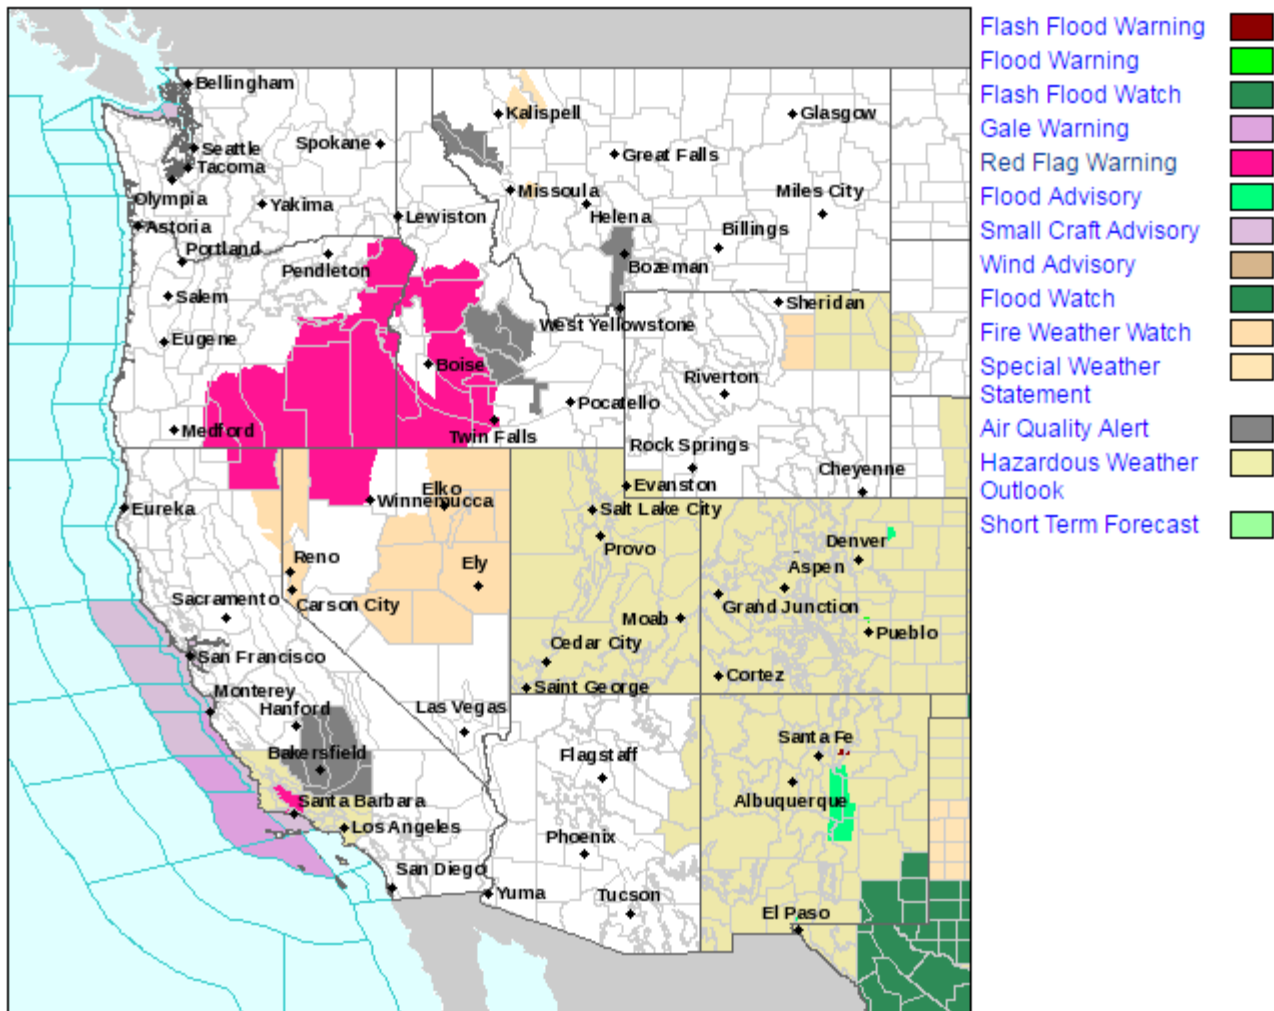 Bellingham
Kalispell
Glasgow
Seattle
Spokane
Great Falls
Tacoma
Missoula
Miles City
Olympia
Yakima
Lewiston
Helena
Astoria
Billings
Portland
Pendleton
Bozeman
Salem
Sheridan
West Yellowstone
Eugene
Boise
Riverton
Pocatello
Medford
Twin Falls
Rock Springs
Cheyenne
Elko
Evanston
Winnemucca
Eureka
Salt Lake City
Provo
Denver
Reno
Ely
Aspen
Sacramento
Carson City
Grand Junction
Moab
Pueblo
Cedar City
San Francisco
Cortez
Saint George
Monterey
Hanford
Las Vegas
Santa Fe
Bakersfield
Flagstaff
Santa Barbara
Albuquerque
Los Angeles
Phoenix
San Diego
Yuma
Tucson
El Paso
Flash Flood Warning
Flood Warning
Flash Flood Watch
Gale Warning
Red Flag Warning
Flood Advisory
Small Craft Advisory
Wind Advisory
Flood Watch
Fire Weather Watch
Special Weather
Statement
Air Quality Alert
Hazardous Weather
Outlook
Short Term Forecast